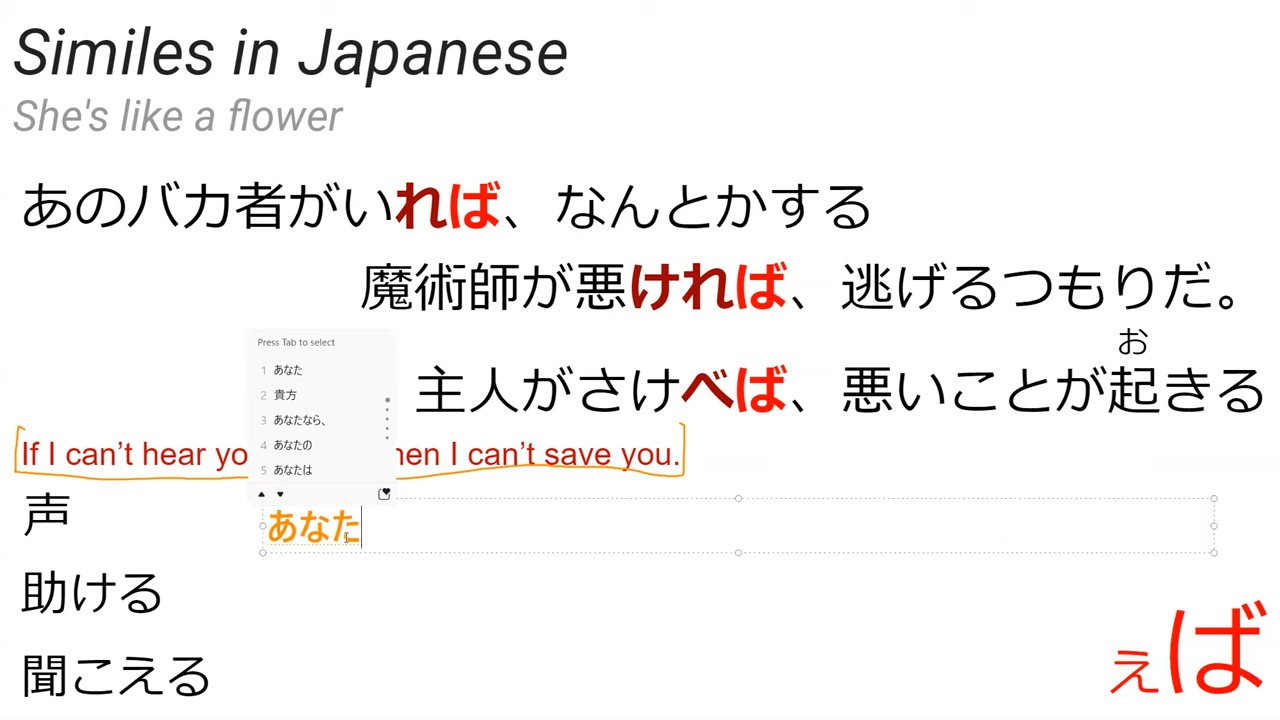 Similes in Japanese
She's like a flower
あのバカ者がいれば、なんとかする
魔術師が悪ければ、逃げるつもりだ。
お
主人がさけべば、悪いことが起きる
If I can't hear yo hen I can't save you.
Press Tab to select
1 あなた
2 貴方
3 あなたなら、
4 あなたの
5 あなたは
声
あなた
助ける
聞こえる
えば